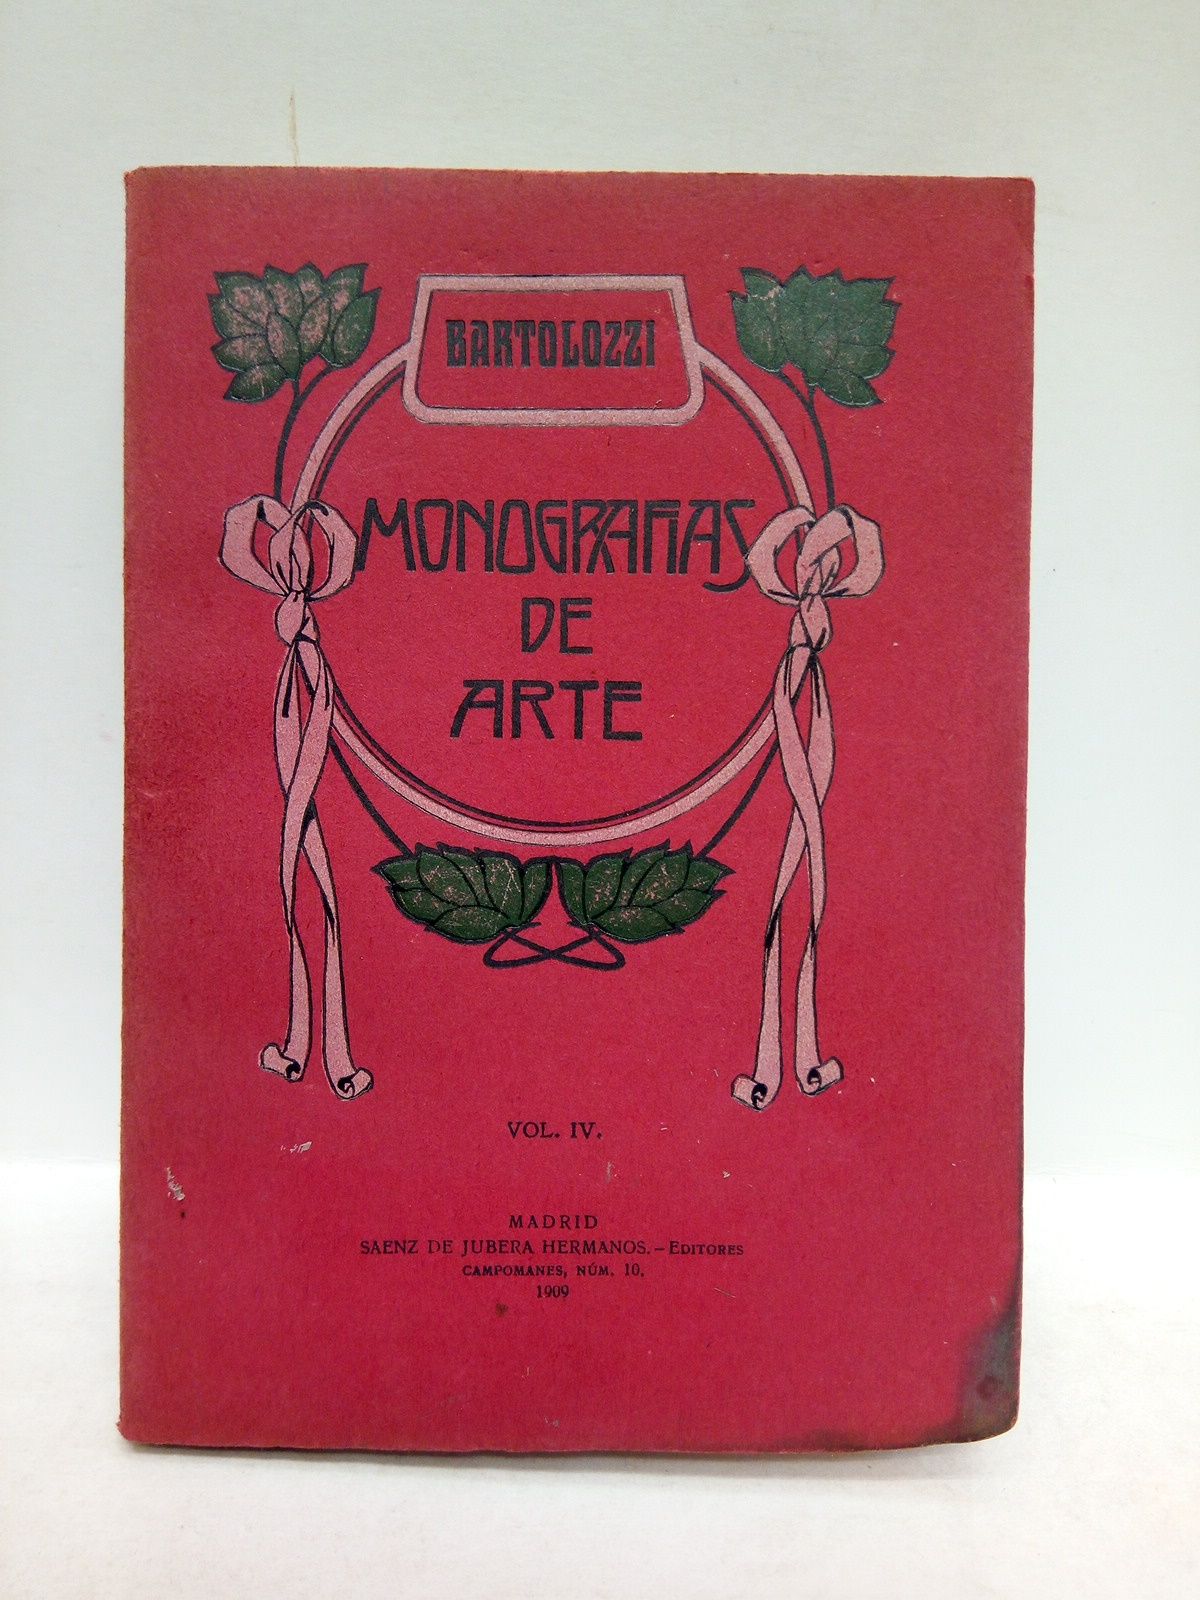 BARTOLOZZI
MONOGRAFIAS
DE
ARTE
VOL. IV.
MADRID
SAENZ DE JUBERA HERMANOS.—EDITORES
CAMPOMANES, NÚM. 10.
1909